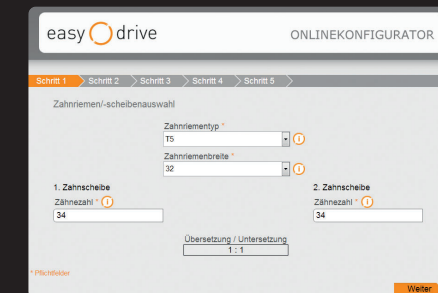 easy drive ONLINEKONFIGURATOR
Schritt 1 Schritt 2 Schritt 3 Schritt 4 Schritt 5
Zahnriemen/-scheibenauswahl
Zahnriementyp *
T5
Zahnriemenbreite *
32
1. Zahnscheibe 2. Zahnscheibe
Zähnezahl * Zähnezahl *
34 34
Übersetzung / Untersetzung
1 : 1
* Pflichtfelder
Weiter